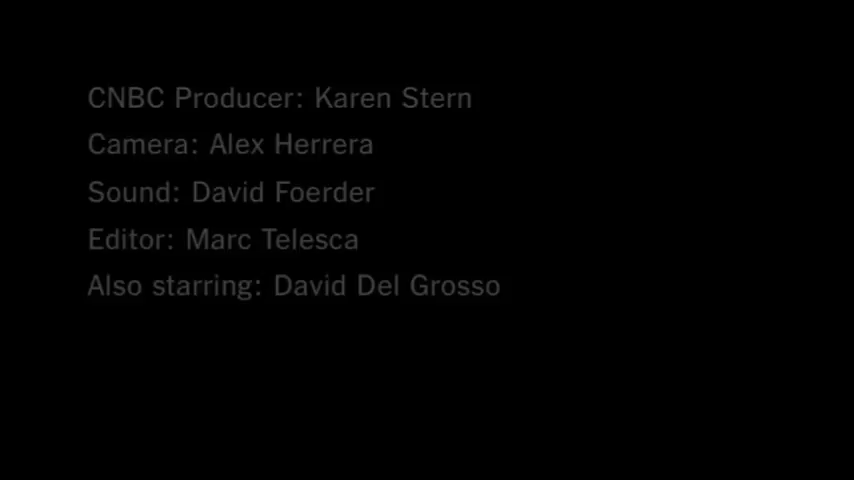 CNBC Producer: Karen Stern
Camera: Alex Herrera
Sound: David Foerder
Editor: Marc Telesca
Also starring: David Del Grosso